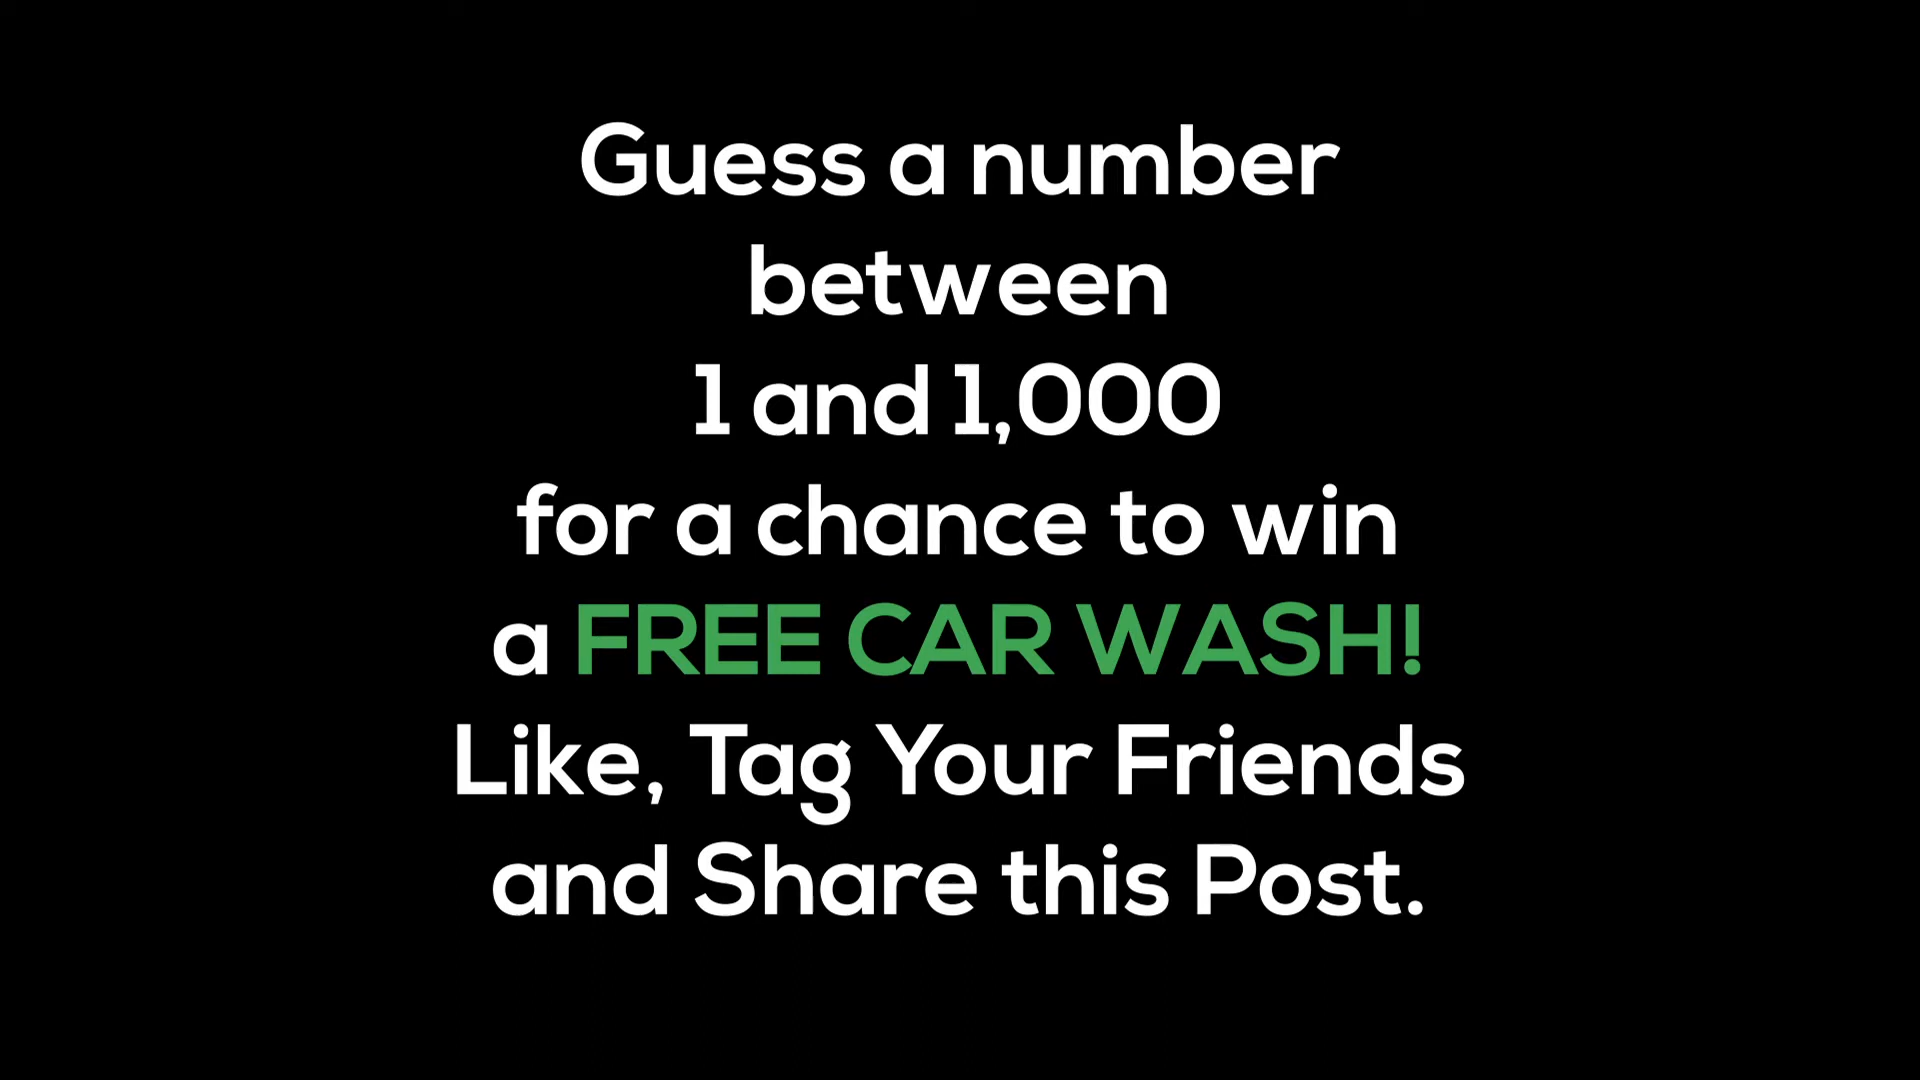 Guess a number
between
1 and 1,000
for a chance to win
a FREE CAR WASH!
Like, Tag Your Friends
and Share this Post.